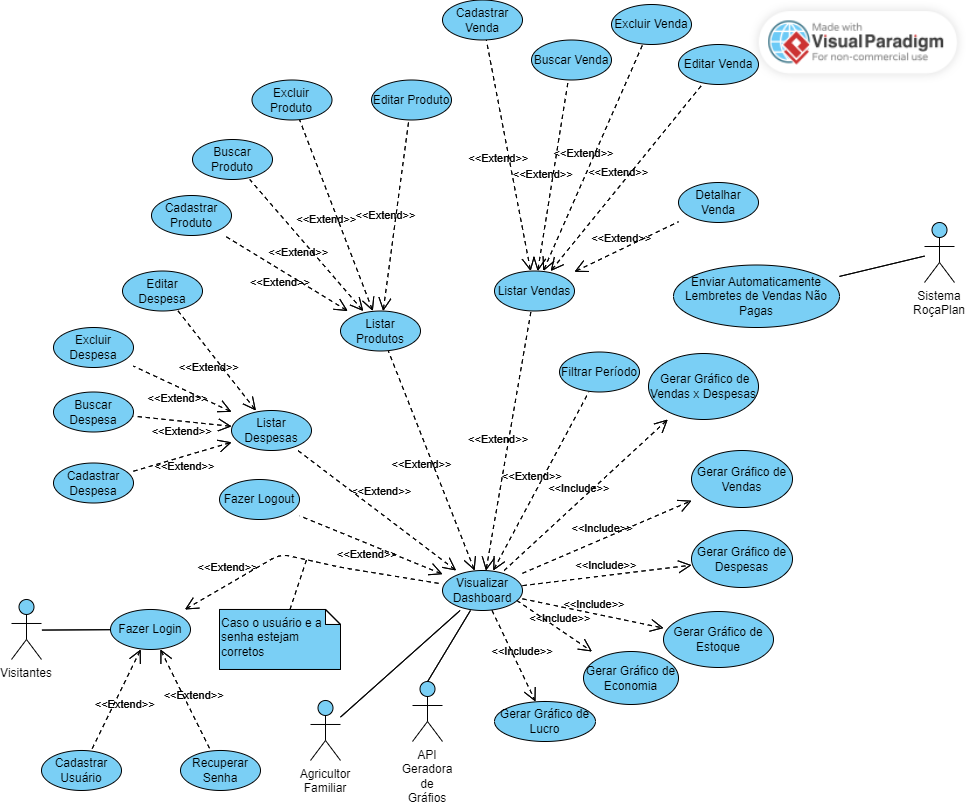 Cadastrar
Venda
Excluir Venda
Buscar Venda
Editar Venda
Made with
Visual Paradigm
For non-commercial use
Excluir
Produto
Editar Produto
Buscar
Produto
Cadastrar
Produto
<<Extend>>
<<Extend>>
<<Extend>>
<<Extend>>
Detalhar
Venda
<<Extend>>
<<Extend>>
<<Extend>>
<<Extend>>
<<Extend>>
Editar
Despesa
Listar Vendas
Enviar Automaticamente
Lembretes de Vendas Não
Pagas
Sistema
RoçaPlan
Listar
Produtos
Excluir
Despesa
<<Extend>>
Filtrar Período
Gerar Gráfico de
Vendas x Despesas
Buscar
Despesa
<<Extend>>
Listar
Despesas
<<Extend>>
<<Extend>>
Cadastrar
Despesa
<<Extend>>
<<Extend>>
<<Extend>>
<<Extend>>
<<Include>>
Gerar Gráfico de
Vendas
Fazer Logout
<<Include>>
<<Extend>>
Gerar Gráfico de
Despesas
<<Extend>>
<<Include>>
Visualizar
Dashboard
<<Include>>
<<Include>>
Caso o usuário e a
senha estejam
corretos
Fazer Login
Visitantes
Gerar Gráfico de
Estoque
<<Include>>
Gerar Gráfico de
Economia
<<Extend>>
<<Extend>>
Gerar Gráfico de
Lucro
Cadastrar
Usuário
Recuperar
Senha
Agricultor
Familiar
API
Geradora
de
Gráfios